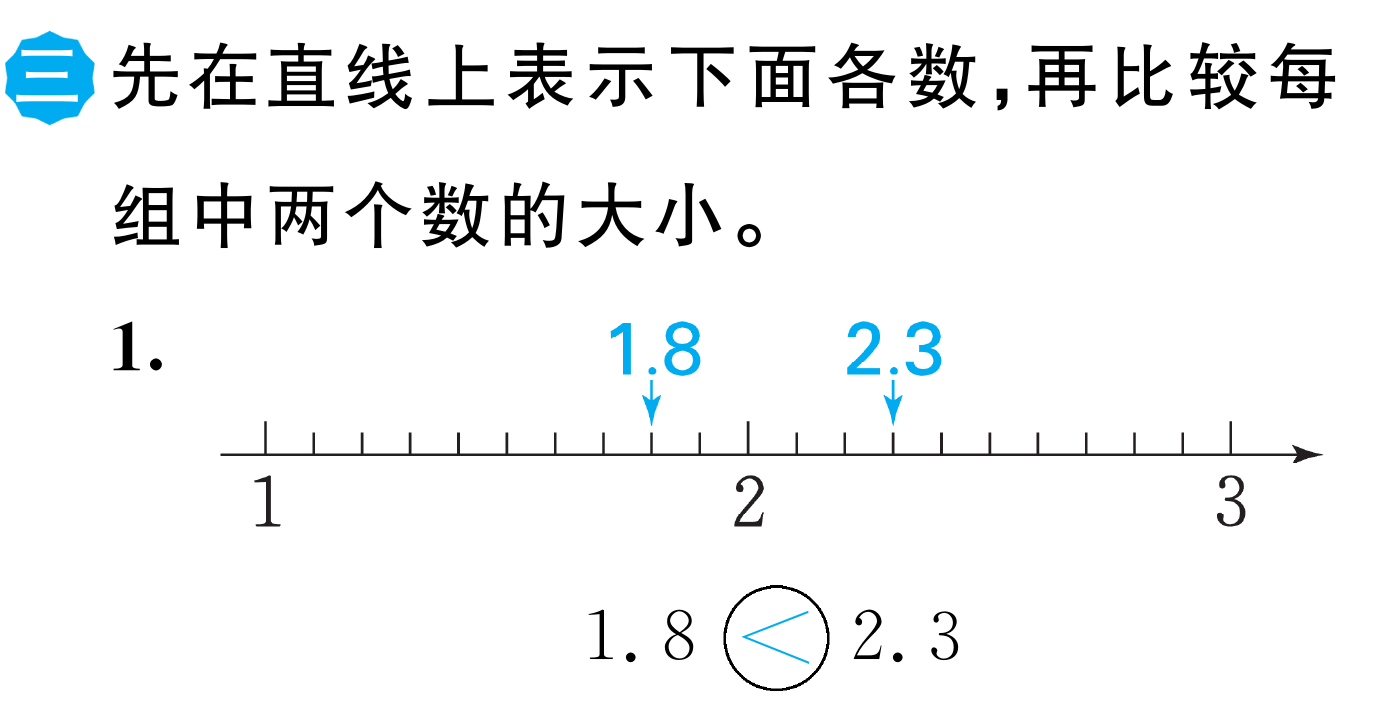 三 先在直线上表示下面各数,再比较每
组中两个数的大小。
1. 1.8 2.3
1 2 3
1.8 < 2.3